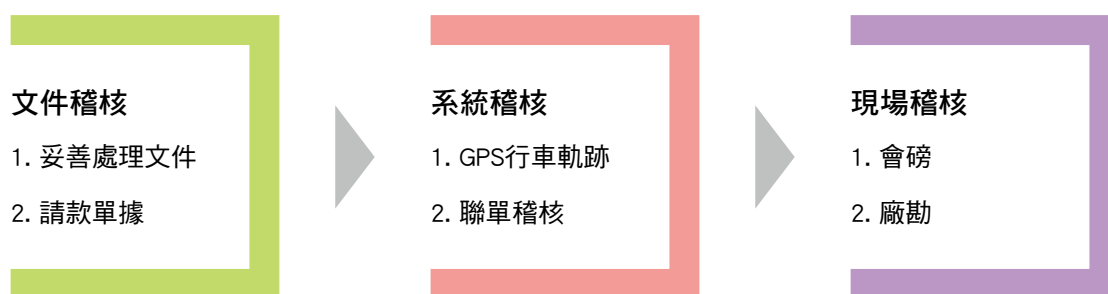 文件稽核
1. 妥善處理文件
2. 請款單據
系統稽核
1. GPS行車軌跡
2. 聯單稽核
現場稽核
1. 會磅
2. 廠勘